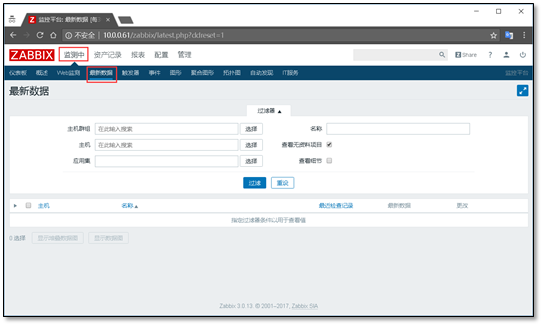 监控平台: 最新数据 [每3
不安全 | 10.0.0.61/zabbix/latest.php?ddreset=1
ZABBIX 监测中 资产记录 报表 配置 管理 Share ?
仪表板 概述 Web监测 最新数据 触发器 事件 图形 聚合图形 拓扑图 自动发现 IT服务 监控平台
最新数据
过滤器 ▲
主机群组 在此输入搜索 选择 名称
主机 在此输入搜索 选择 查看无资料项目
应用集 选择 查看细节
过滤 重设
主机 名称 ▲ 最近检查记录 最新数据 更改
指定过滤器条件以用于查看值
0 选择 显示堆叠数据图 显示数据图
Zabbix 3.0.13. © 2001–2017, Zabbix SIA